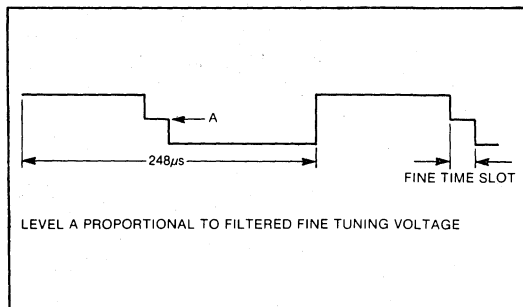 A
248µs
FINE TIME SLOT
LEVEL A PROPORTIONAL TO FILTERED FINE TUNING VOLTAGE